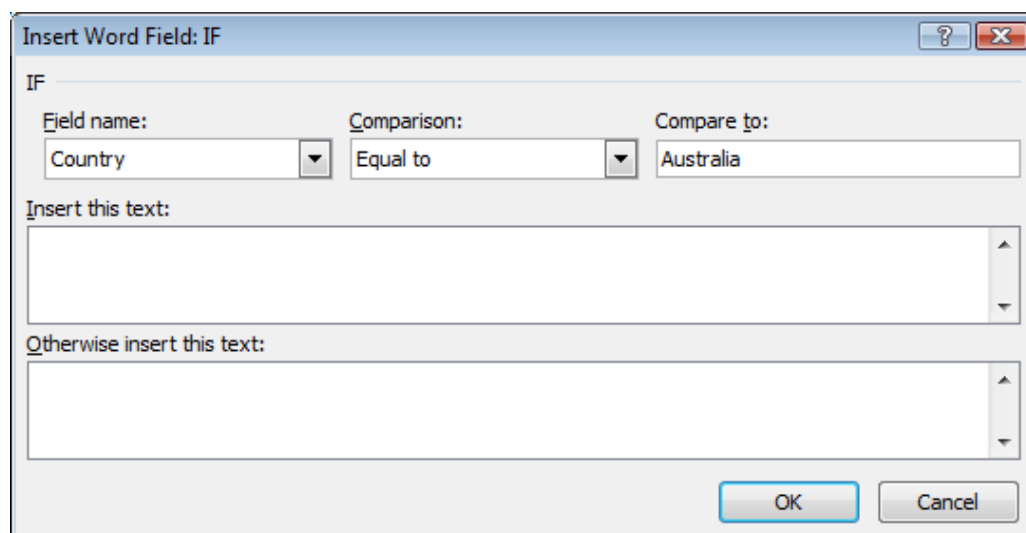 Insert Word Field: IF
IF
Field name: Comparison: Compare to:
Country Equal to Australia
Insert this text:
Otherwise insert this text:
OK Cancel